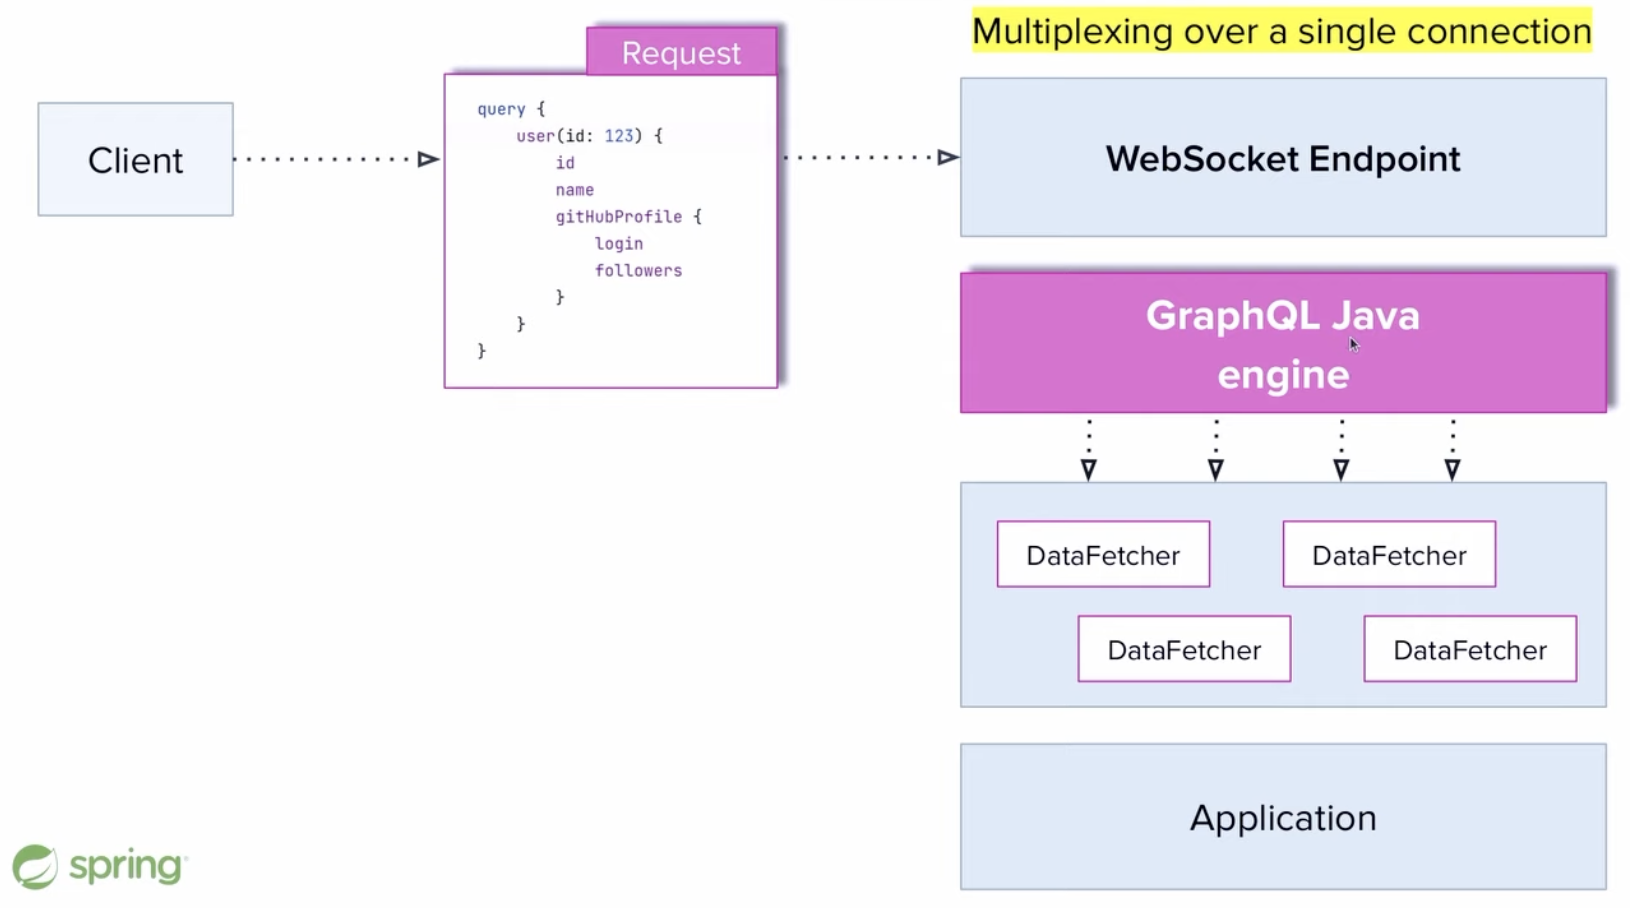 Multiplexing over a single connection
Request
Client
query {
    user(id: 123) {
        id
        name
        gitHubProfile {
            login
            followers
        }
    }
}
WebSocket Endpoint
GraphQL Java
engine
DataFetcher
DataFetcher
DataFetcher
DataFetcher
Application
spring